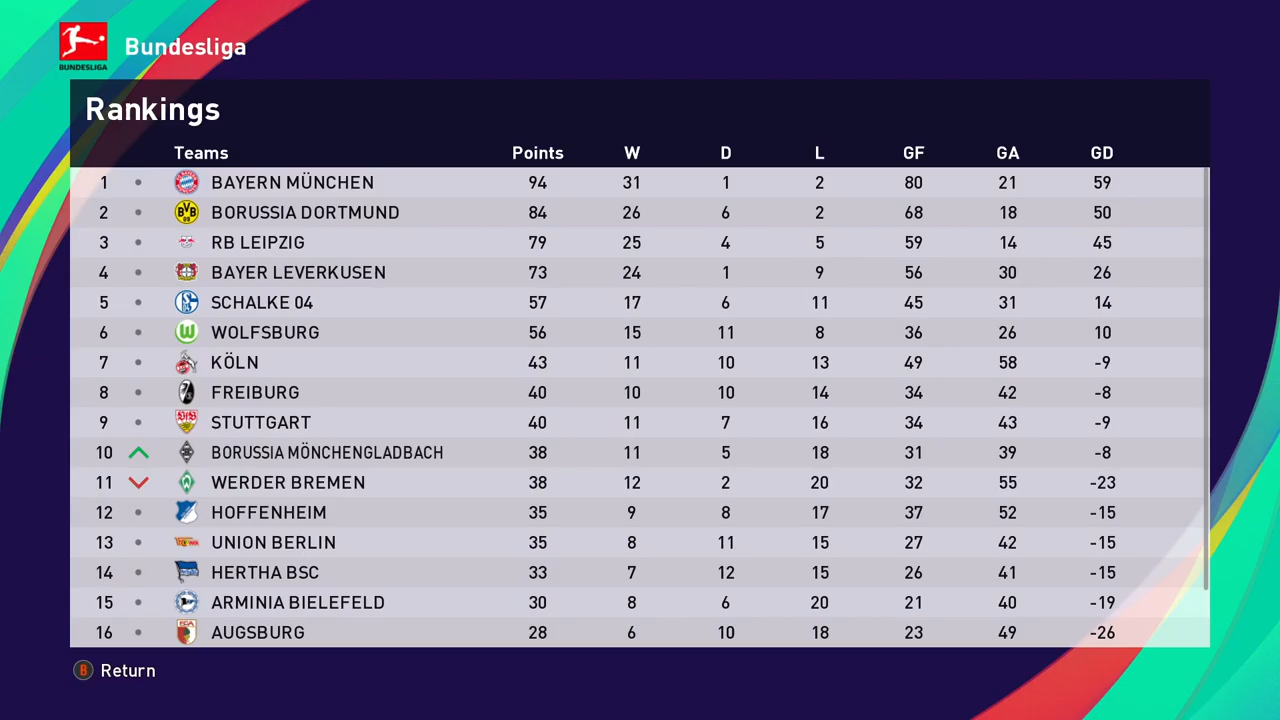 BUNDESLIGA
Bundesliga
Rankings
Teams Points W D L GF GA GD
1 BAYERN MÜNCHEN 94 31 1 2 80 21 59
2 BORUSSIA DORTMUND 84 26 6 2 68 18 50
3 RB LEIPZIG 79 25 4 5 59 14 45
4 BAYER LEVERKUSEN 73 24 1 9 56 30 26
5 SCHALKE 04 57 17 6 11 45 31 14
6 WOLFSBURG 56 15 11 8 36 26 10
7 KÖLN 43 11 10 13 49 58 -9
8 FREIBURG 40 10 10 14 34 42 -8
9 STUTTGART 40 11 7 16 34 43 -9
10 BORUSSIA MÖNCHENGLADBACH 38 11 5 18 31 39 -8
11 WERDER BREMEN 38 12 2 20 32 55 -23
12 HOFFENHEIM 35 9 8 17 37 52 -15
13 UNION BERLIN 35 8 11 15 27 42 -15
14 HERTHA BSC 33 7 12 15 26 41 -15
15 ARMINIA BIELEFELD 30 8 6 20 21 40 -19
16 AUGSBURG 28 6 10 18 23 49 -26
B Return